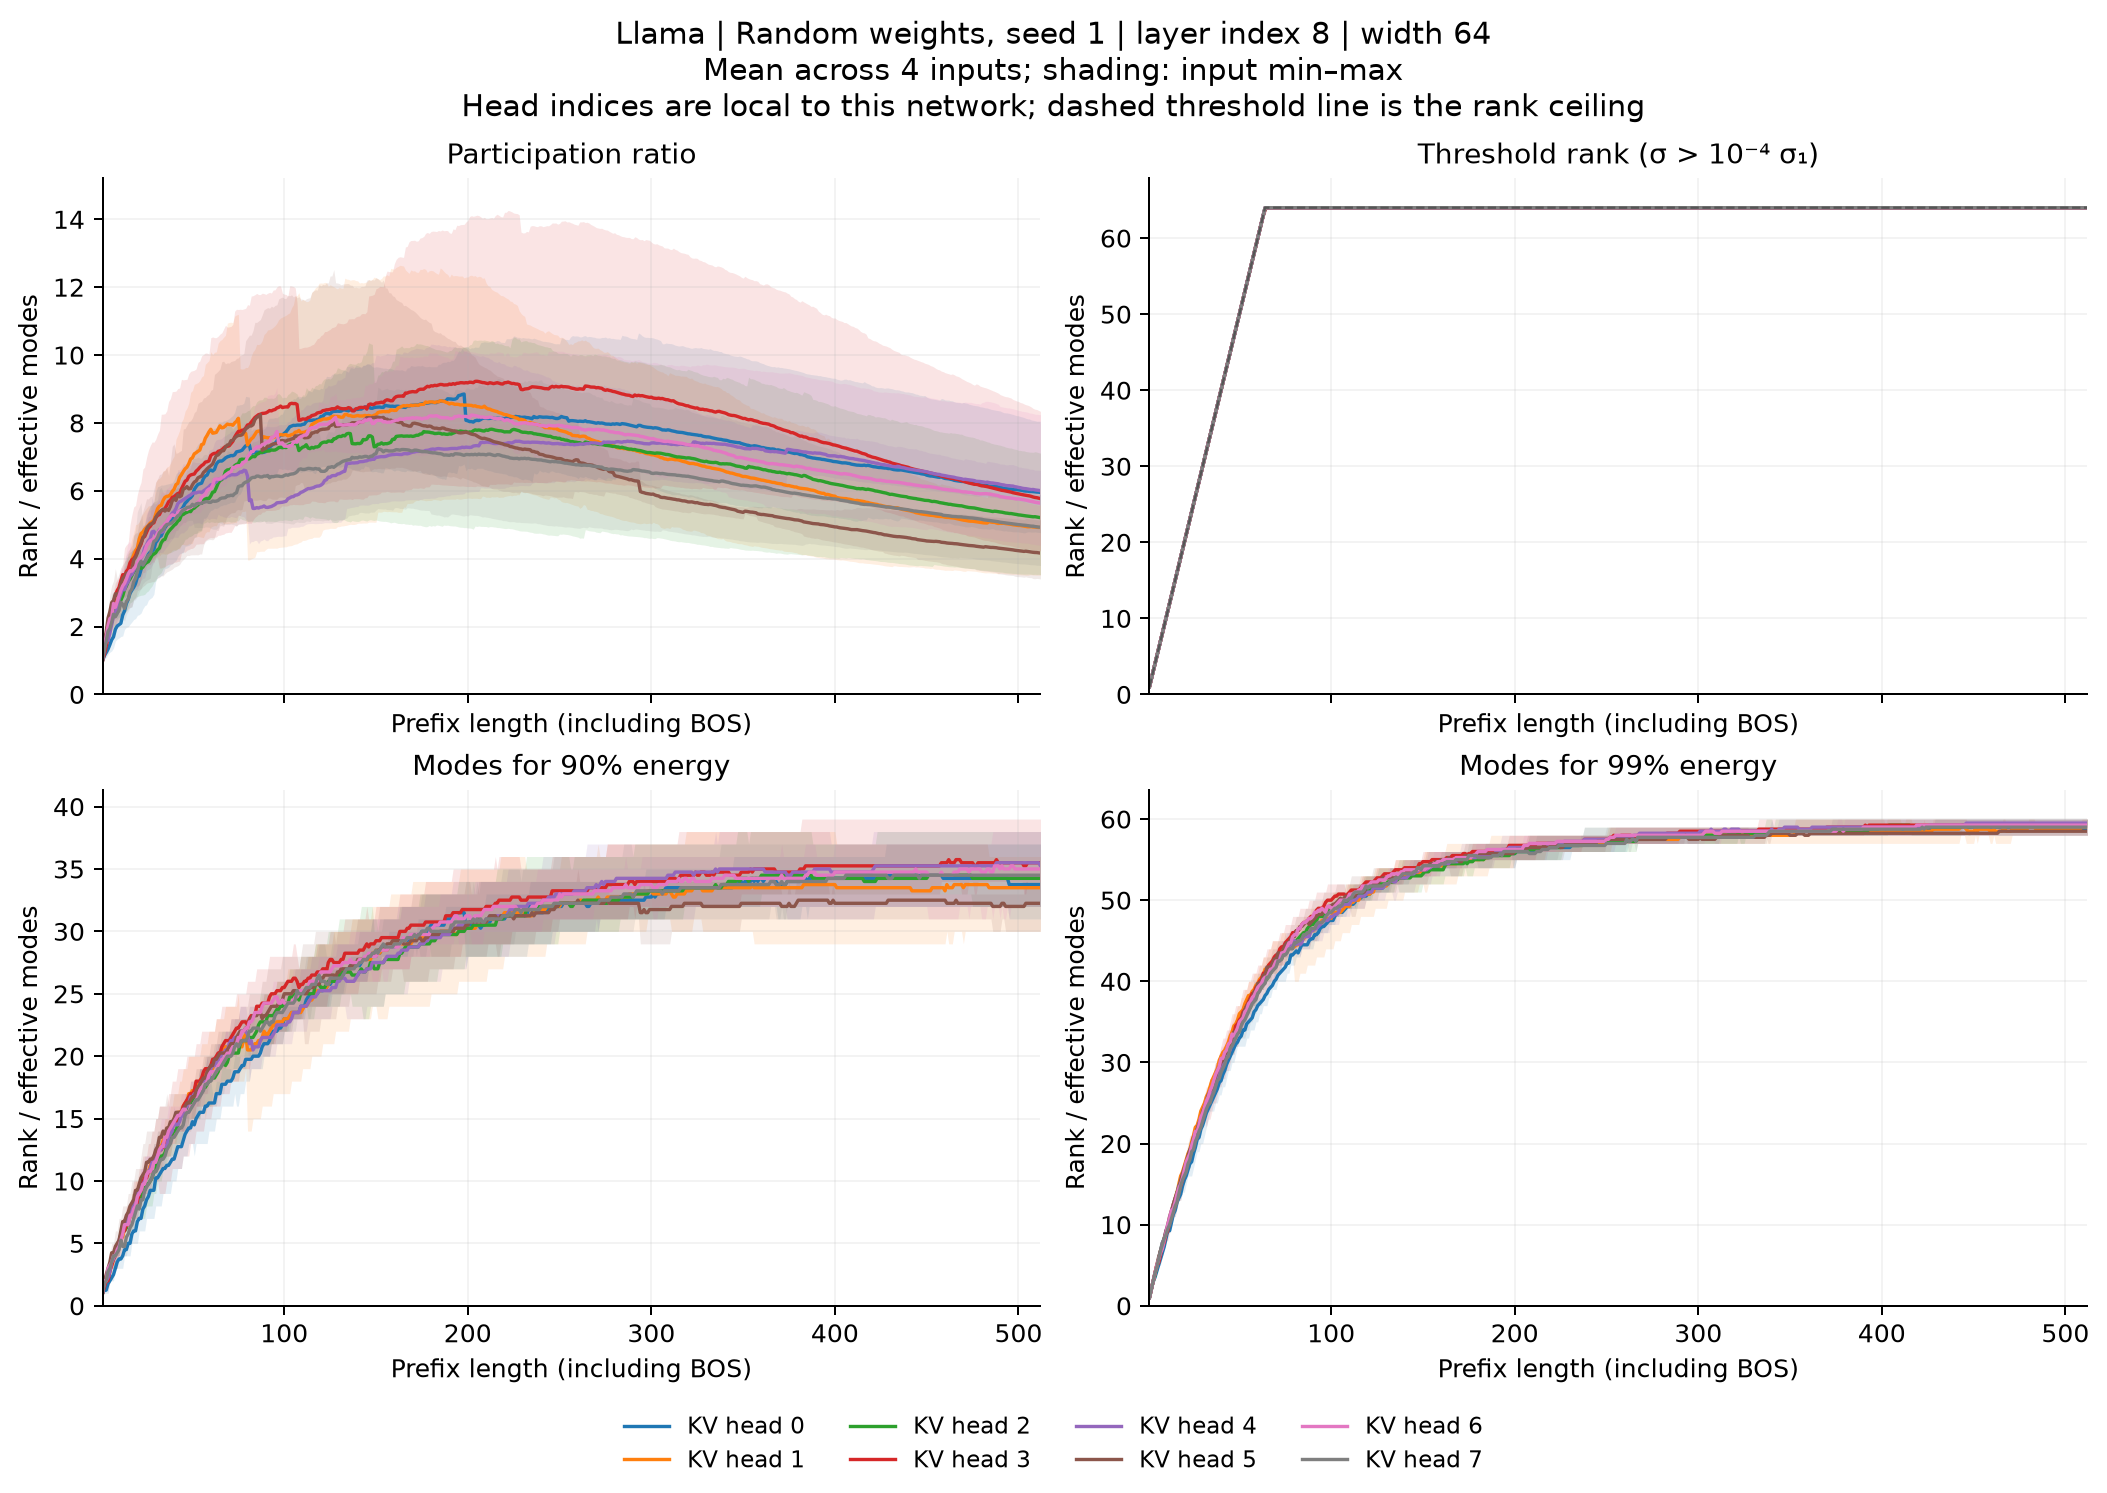 Llama | Random weights, seed 1 | layer index 8 | width 64
Mean across 4 inputs; shading: input min–max
Head indices are local to this network; dashed threshold line is the rank ceiling
Participation ratio
Rank / effective modes
14
12
10
8
6
4
2
0
Prefix length (including BOS)
Threshold rank (σ > 10⁻⁴ σ₁)
Rank / effective modes
60
50
40
30
20
10
0
Prefix length (including BOS)
Modes for 90% energy
Rank / effective modes
40
35
30
25
20
15
10
5
0
100 200 300 400 500
Prefix length (including BOS)
Modes for 99% energy
Rank / effective modes
60
50
40
30
20
10
0
100 200 300 400 500
Prefix length (including BOS)
KV head 0 KV head 2 KV head 4 KV head 6
KV head 1 KV head 3 KV head 5 KV head 7